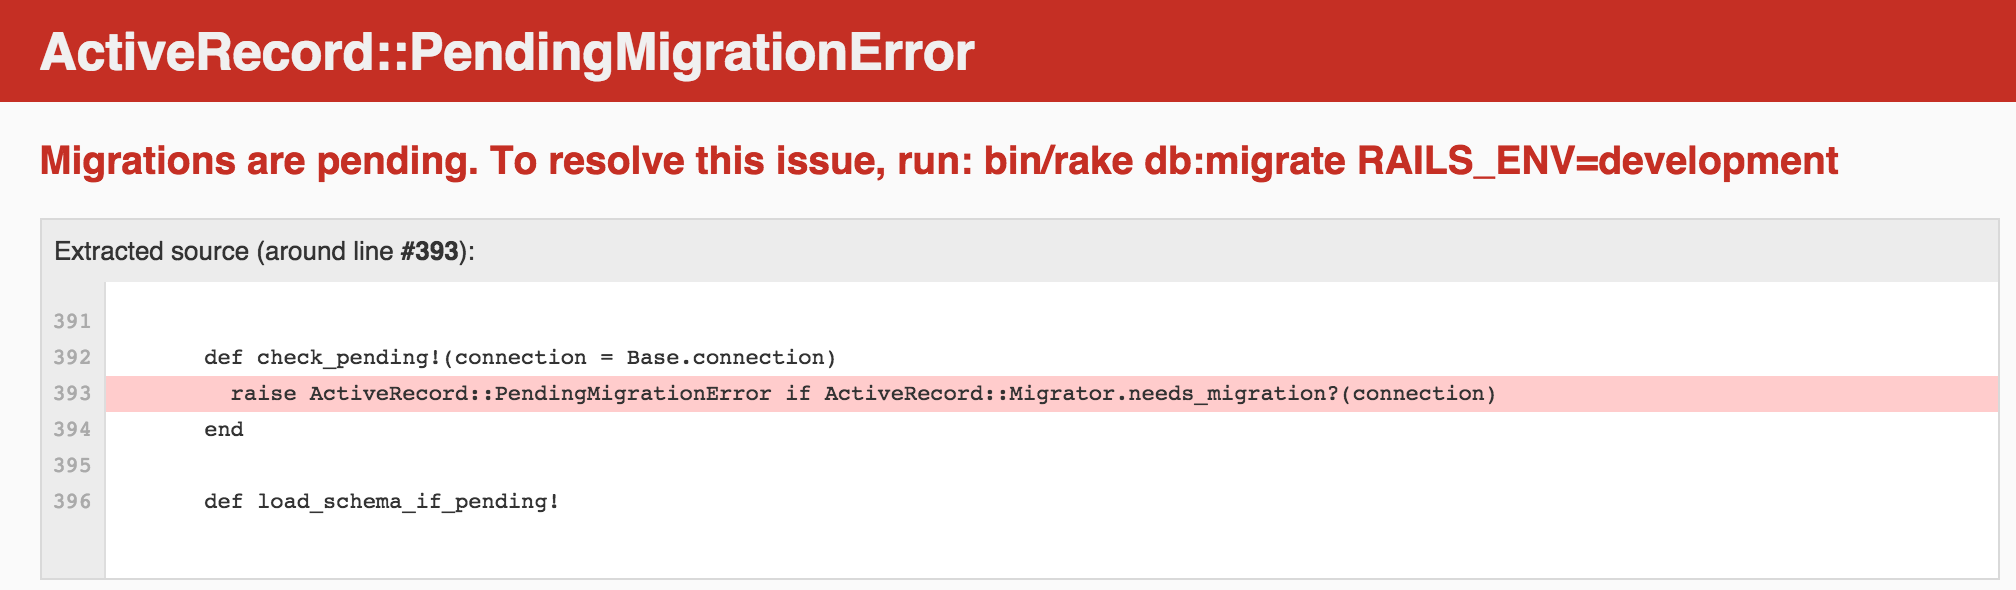 ActiveRecord::PendingMigrationError
Migrations are pending. To resolve this issue, run: bin/rake db:migrate RAILS_ENV=development
Extracted source (around line #393):
391
392 def check_pending!(connection = Base.connection)
393 raise ActiveRecord::PendingMigrationError if ActiveRecord::Migrator.needs_migration?(connection)
394 end
395
396 def load_schema_if_pending!